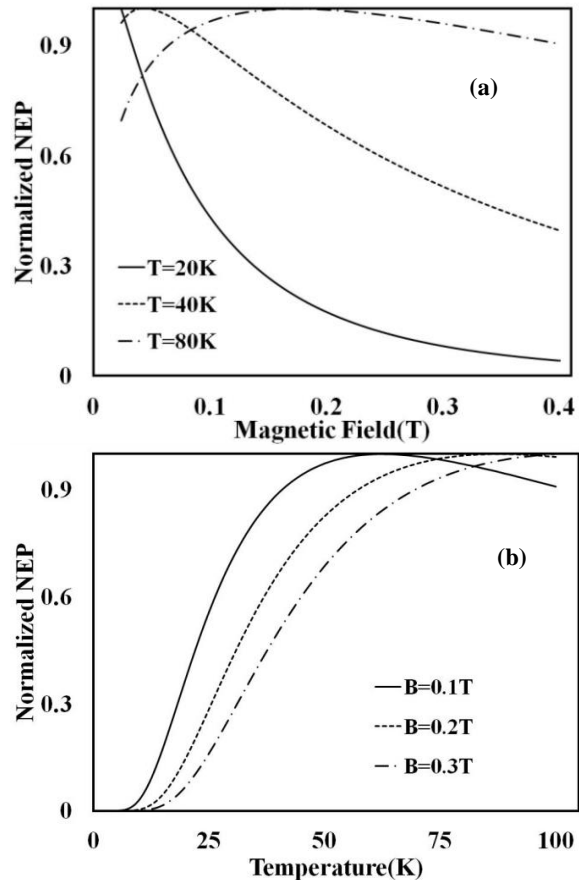 0.9
0.6
0.3
0
Normalized NEP
(a)
T=20K
T=40K
T=80K
0 0.1 0.2 0.3 0.4
Magnetic Field(T)
0.9
0.6
0.3
0
Normalized NEP
(b)
B=0.1T
B=0.2T
B=0.3T
0 25 50 75 100
Temperature(K)